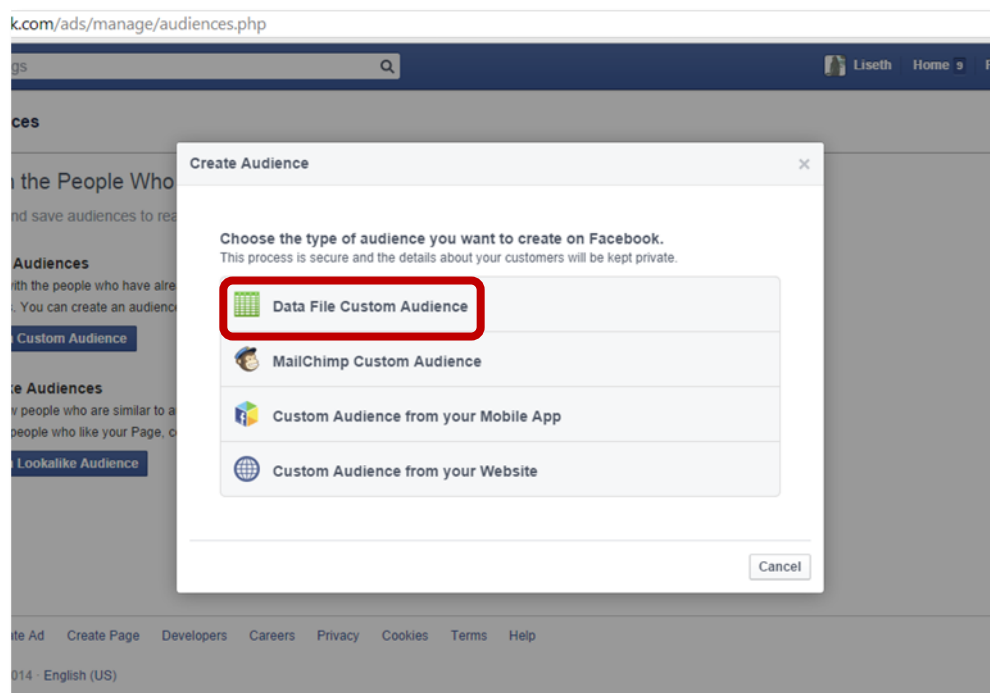 k.com/ads/manage/audiences.php
gs
Liseth Home 9
ces
Create Audience
the People Who
nd save audiences to rea
Choose the type of audience you want to create on Facebook.
This process is secure and the details about your customers will be kept private.
Audiences
ith the people who have alre
. You can create an audience
Custom Audience
Data File Custom Audience
MailChimp Custom Audience
e Audiences
w people who are similar to a
people who like your Page, c
Lookalike Audience
Custom Audience from your Mobile App
Custom Audience from your Website
Cancel
ate Ad Create Page Developers Careers Privacy Cookies Terms Help
014 · English (US)